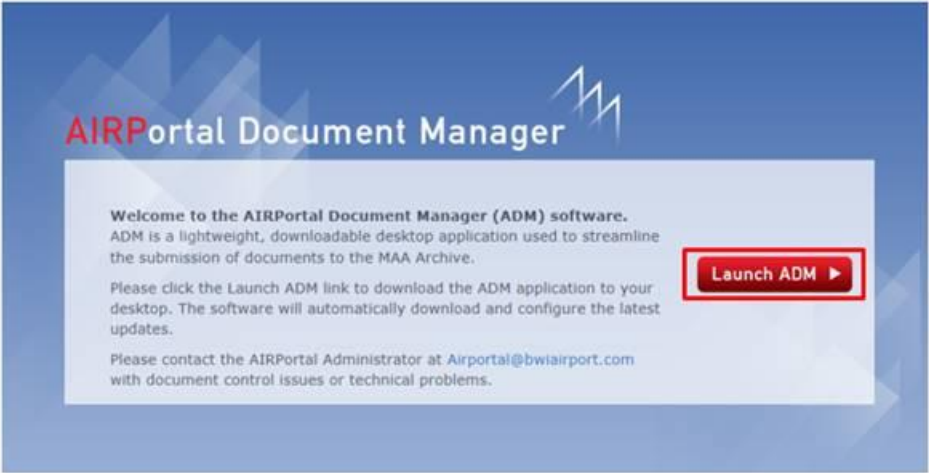 AIRPortal Document Manager
Welcome to the AIRPortal Document Manager (ADM) software.
ADM is a lightweight, downloadable desktop application used to streamline
the submission of documents to the MAA Archive.
Launch ADM
Please click the Launch ADM link to download the ADM application to your
desktop. The software will automatically download and configure the latest
updates.
Please contact the AIRPortal Administrator at Airportal@bwiairport.com
with document control issues or technical problems.